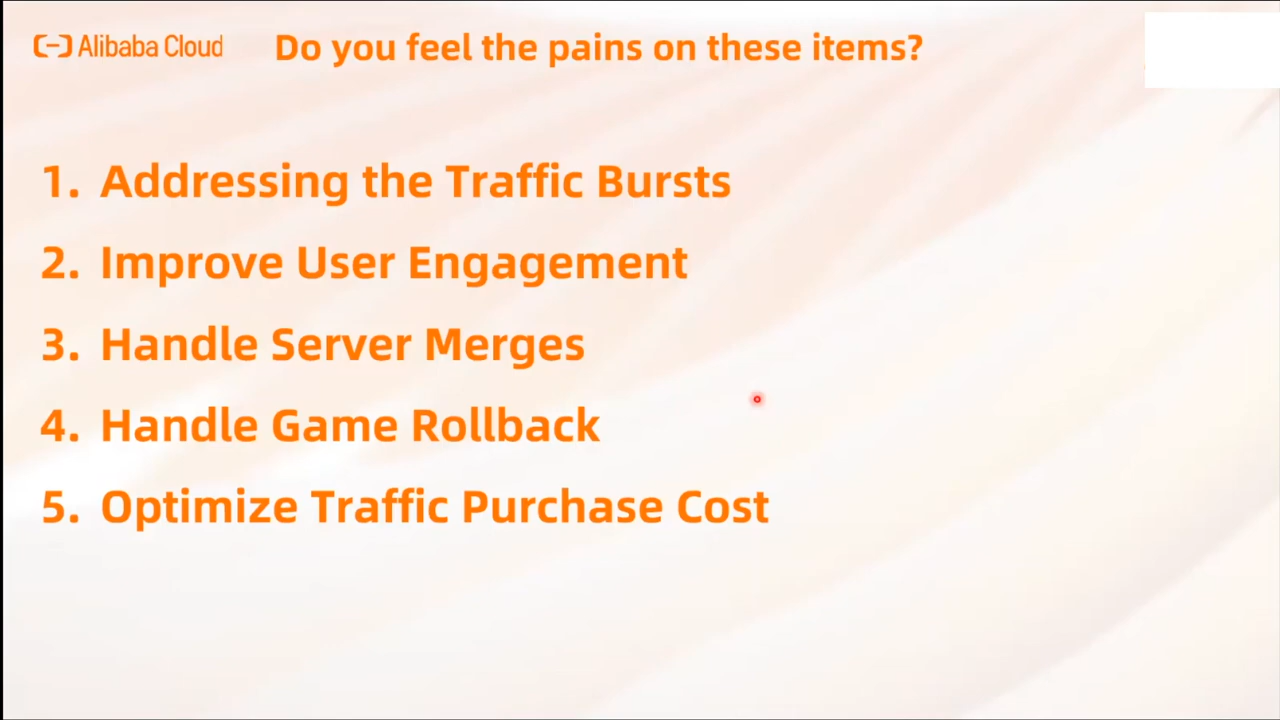 Alibaba Cloud
Do you feel the pains on these items?
1. Addressing the Traffic Bursts
2. Improve User Engagement
3. Handle Server Merges
4. Handle Game Rollback
5. Optimize Traffic Purchase Cost